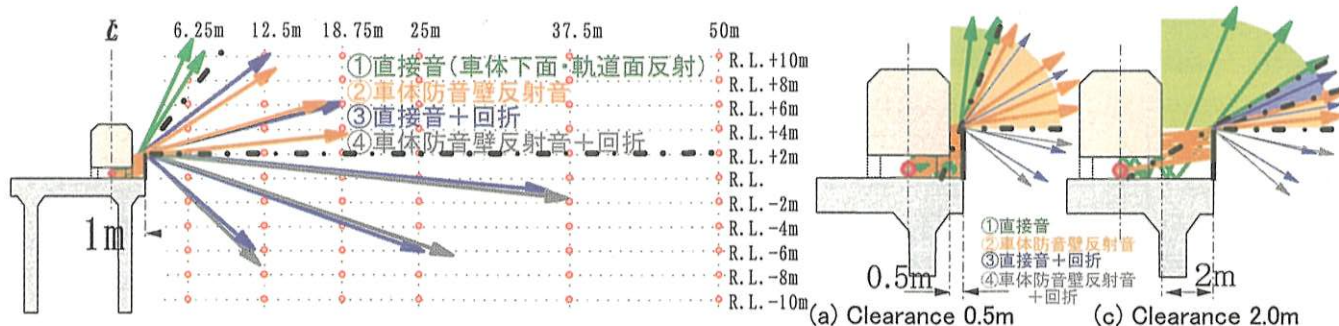 ℄ 6.25m 12.5m 18.75m 25m 37.5m 50m
R.L.+10m
R.L.+8m
R.L.+6m
R.L.+4m
R.L.+2m
R.L.
R.L.-2m
R.L.-4m
R.L.-6m
R.L.-8m
R.L.-10m
①直接音(車体下面・軌道面反射)
②車体防音壁反射音
③直接音+回折
④車体防音壁反射音+回折
1m
①直接音
②車体防音壁反射音
③直接音+回折
④車体防音壁反射音
+回折
0.5m
2m
(a) Clearance 0.5m
(c) Clearance 2.0m